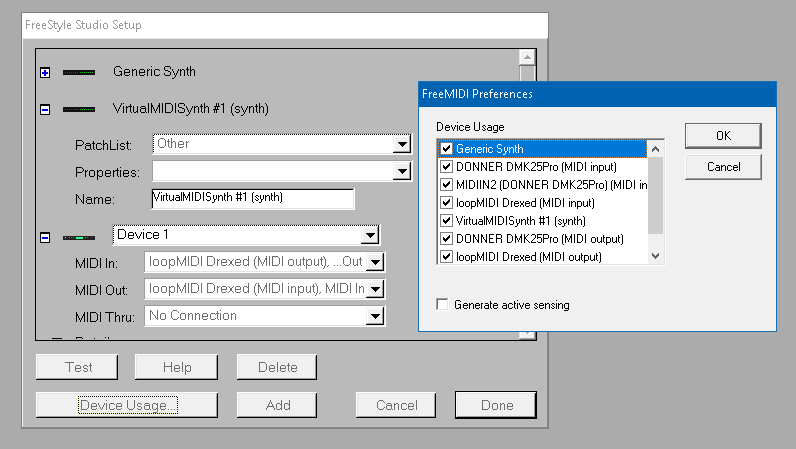 FreeStyle Studio Setup
Generic Synth
VirtualMIDISynth #1 (synth)
PatchList: Other
Properties:
Name: VirtualMIDISynth #1 (synth)
Device 1
MIDI In: loopMIDI Drexed (MIDI output), ...Out
MIDI Out: loopMIDI Drexed (MIDI input), MIDI In
MIDI Thru: No Connection
Test Help Delete
Device Usage... Add Cancel Done
FreeMIDI Preferences
Device Usage
Generic Synth
DONNER DMK25Pro (MIDI input)
MIDIIN2 (DONNER DMK25Pro) (MIDI in
loopMIDI Drexed (MIDI input)
VirtualMIDISynth #1 (synth)
DONNER DMK25Pro (MIDI output)
loopMIDI Drexed (MIDI output)
Generate active sensing
OK
Cancel